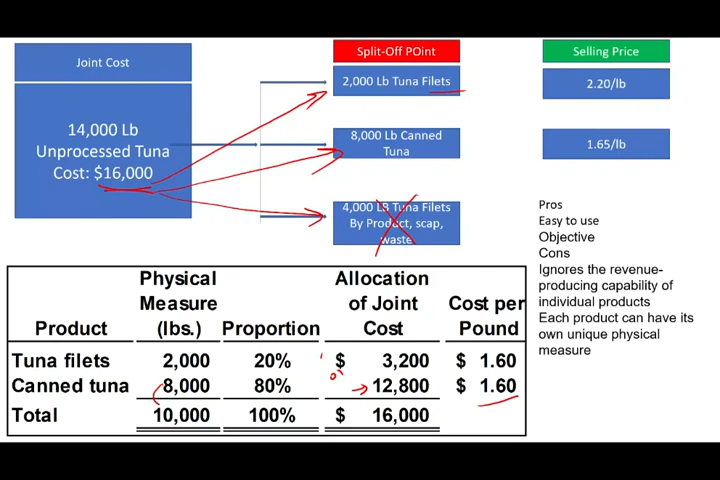 Joint Cost
14,000 Lb
Unprocessed Tuna
Cost: $16,000
Split-Off POint
2,000 Lb Tuna Filets
8,000 Lb Canned
Tuna
4,000 LB Tuna Filets
By Product, scap,
waste
Selling Price
2.20/lb
1.65/lb
Pros
Easy to use
Objective
Cons
Ignores the revenue-
producing capability of
individual products
Each product can have its
own unique physical
measure
Physical Allocation
Measure of Joint Cost per
Product (lbs.) Proportion Cost Pound
Tuna filets 2,000 20% $ 3,200 $ 1.60
Canned tuna 8,000 80% 12,800 $ 1.60
Total 10,000 100% $ 16,000